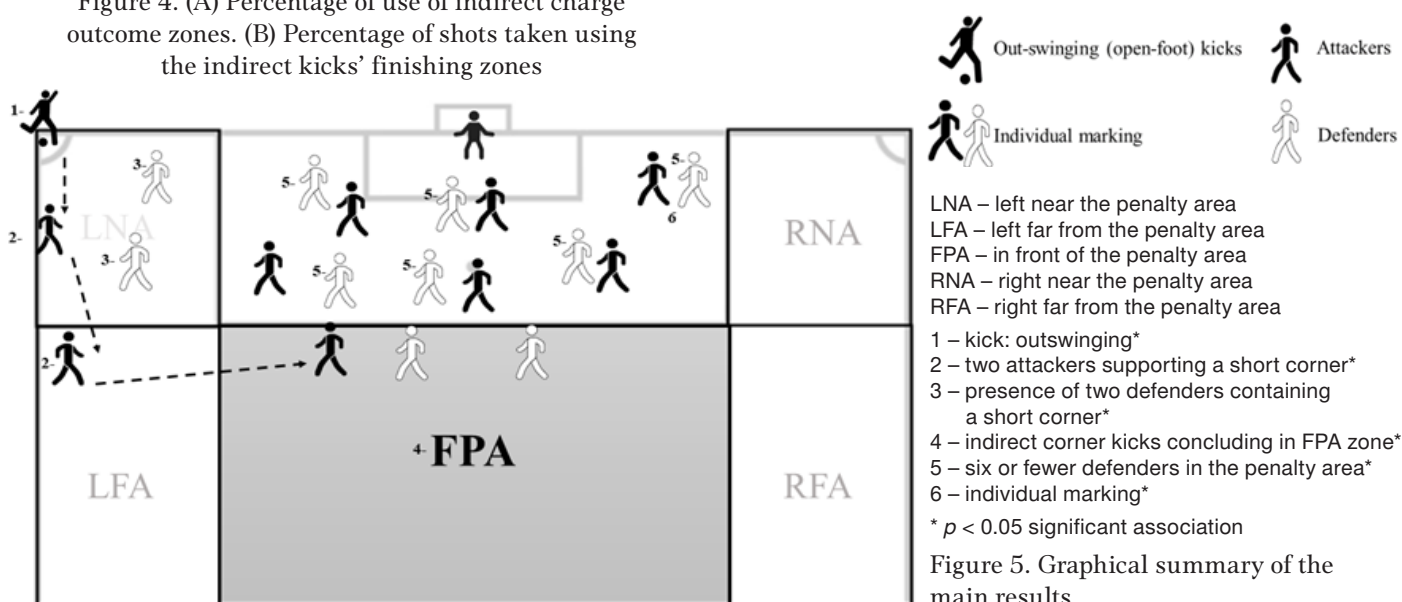 Figure 4. (A) Percentage of use of indirect charge
outcome zones. (B) Percentage of shots taken using
the indirect kicks’ finishing zones
1-
3-
5-
5-
5-
6
2-
LNA
3-
5-
5-
5-
RNA
2-
4- FPA
LFA
RFA
Out-swinging (open-foot) kicks
Attackers
Individual marking
Defenders
LNA – left near the penalty area
LFA – left far from the penalty area
FPA – in front of the penalty area
RNA – right near the penalty area
RFA – right far from the penalty area
1 – kick: outswinging*
2 – two attackers supporting a short corner*
3 – presence of two defenders containing
a short corner*
4 – indirect corner kicks concluding in FPA zone*
5 – six or fewer defenders in the penalty area*
6 – individual marking*
* p < 0.05 significant association
Figure 5. Graphical summary of the
main results